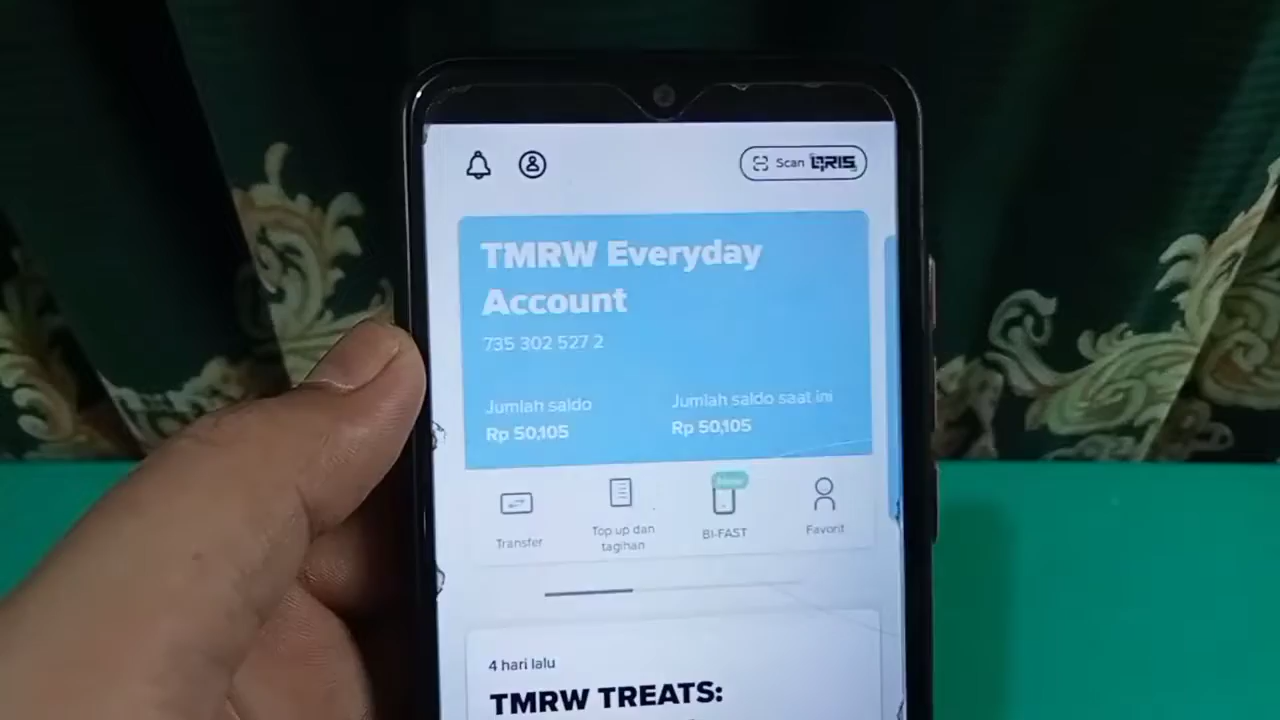 Scan QRIS
TMRW Everyday
Account
735 302 527 2
Jumlah saldo
Rp 50,105
Jumlah saldo saat ini
Rp 50,105
Transfer
Top up dan
tagihan
New
BI-FAST
Favorit
4 hari lalu
TMRW TREATS: